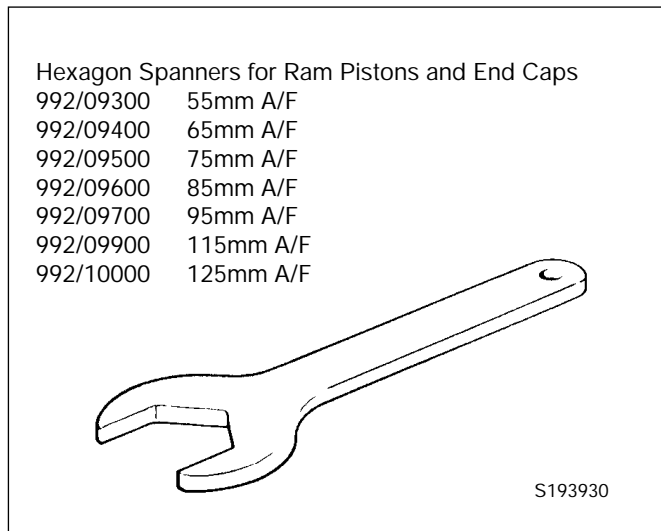 Hexagon Spanners for Ram Pistons and End Caps
992/09300 55mm A/F
992/09400 65mm A/F
992/09500 75mm A/F
992/09600 85mm A/F
992/09700 95mm A/F
992/09900 115mm A/F
992/10000 125mm A/F
S193930